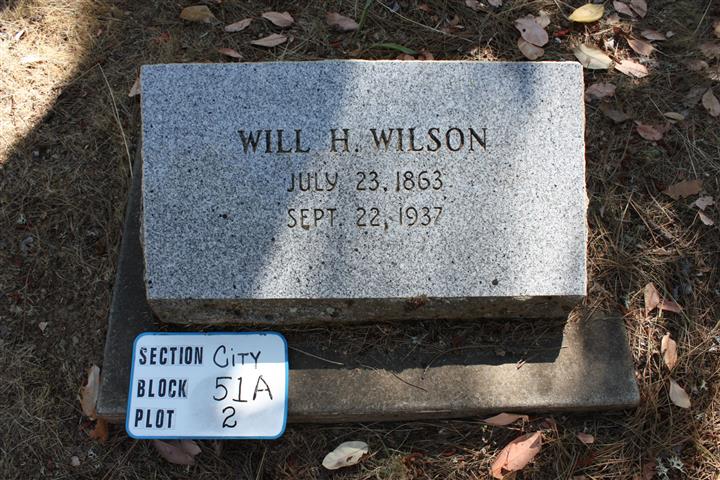 WILL H. WILSON
JULY 23, 1863
SEPT. 22, 1937
SECTION City
BLOCK 51A
PLOT 2